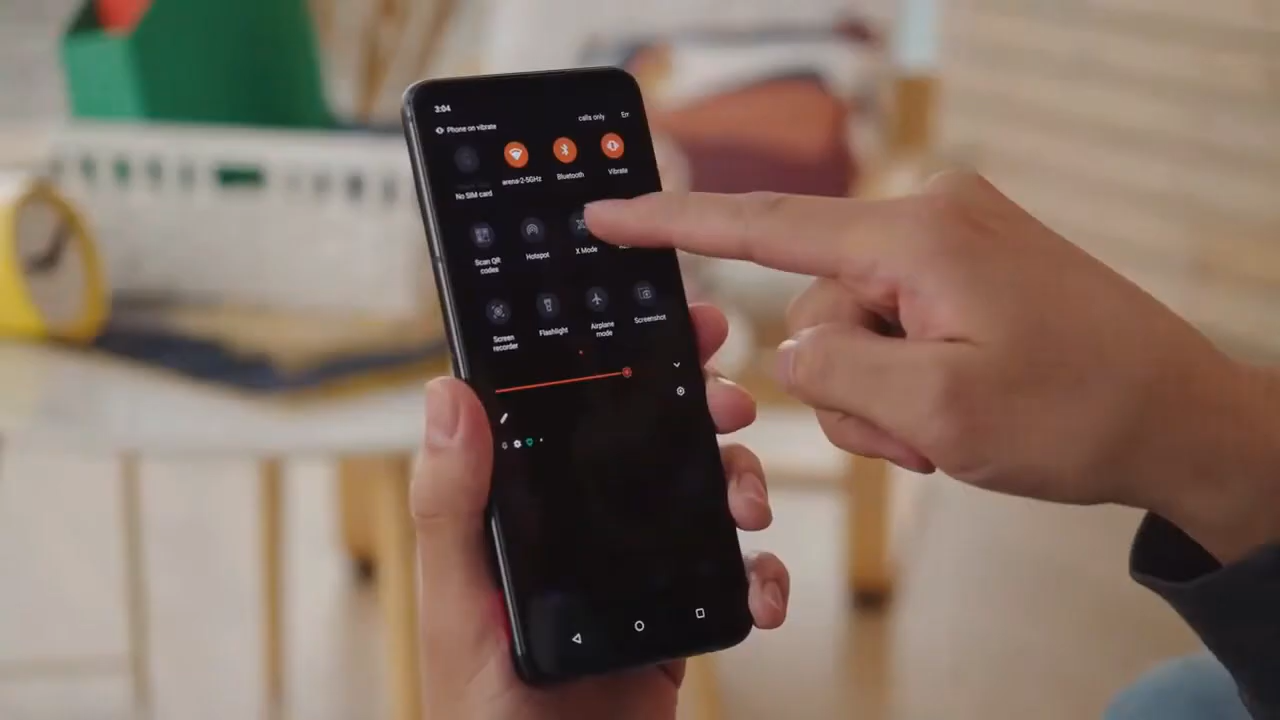 3:04
calls only
Phone on vibrate
No SIM card
arena-2-5GHz
Bluetooth
Vibrate
Scan QR
codes
Hotspot
X Mode
Screen
recorder
Flashlight
Airplane
mode
Screenshot